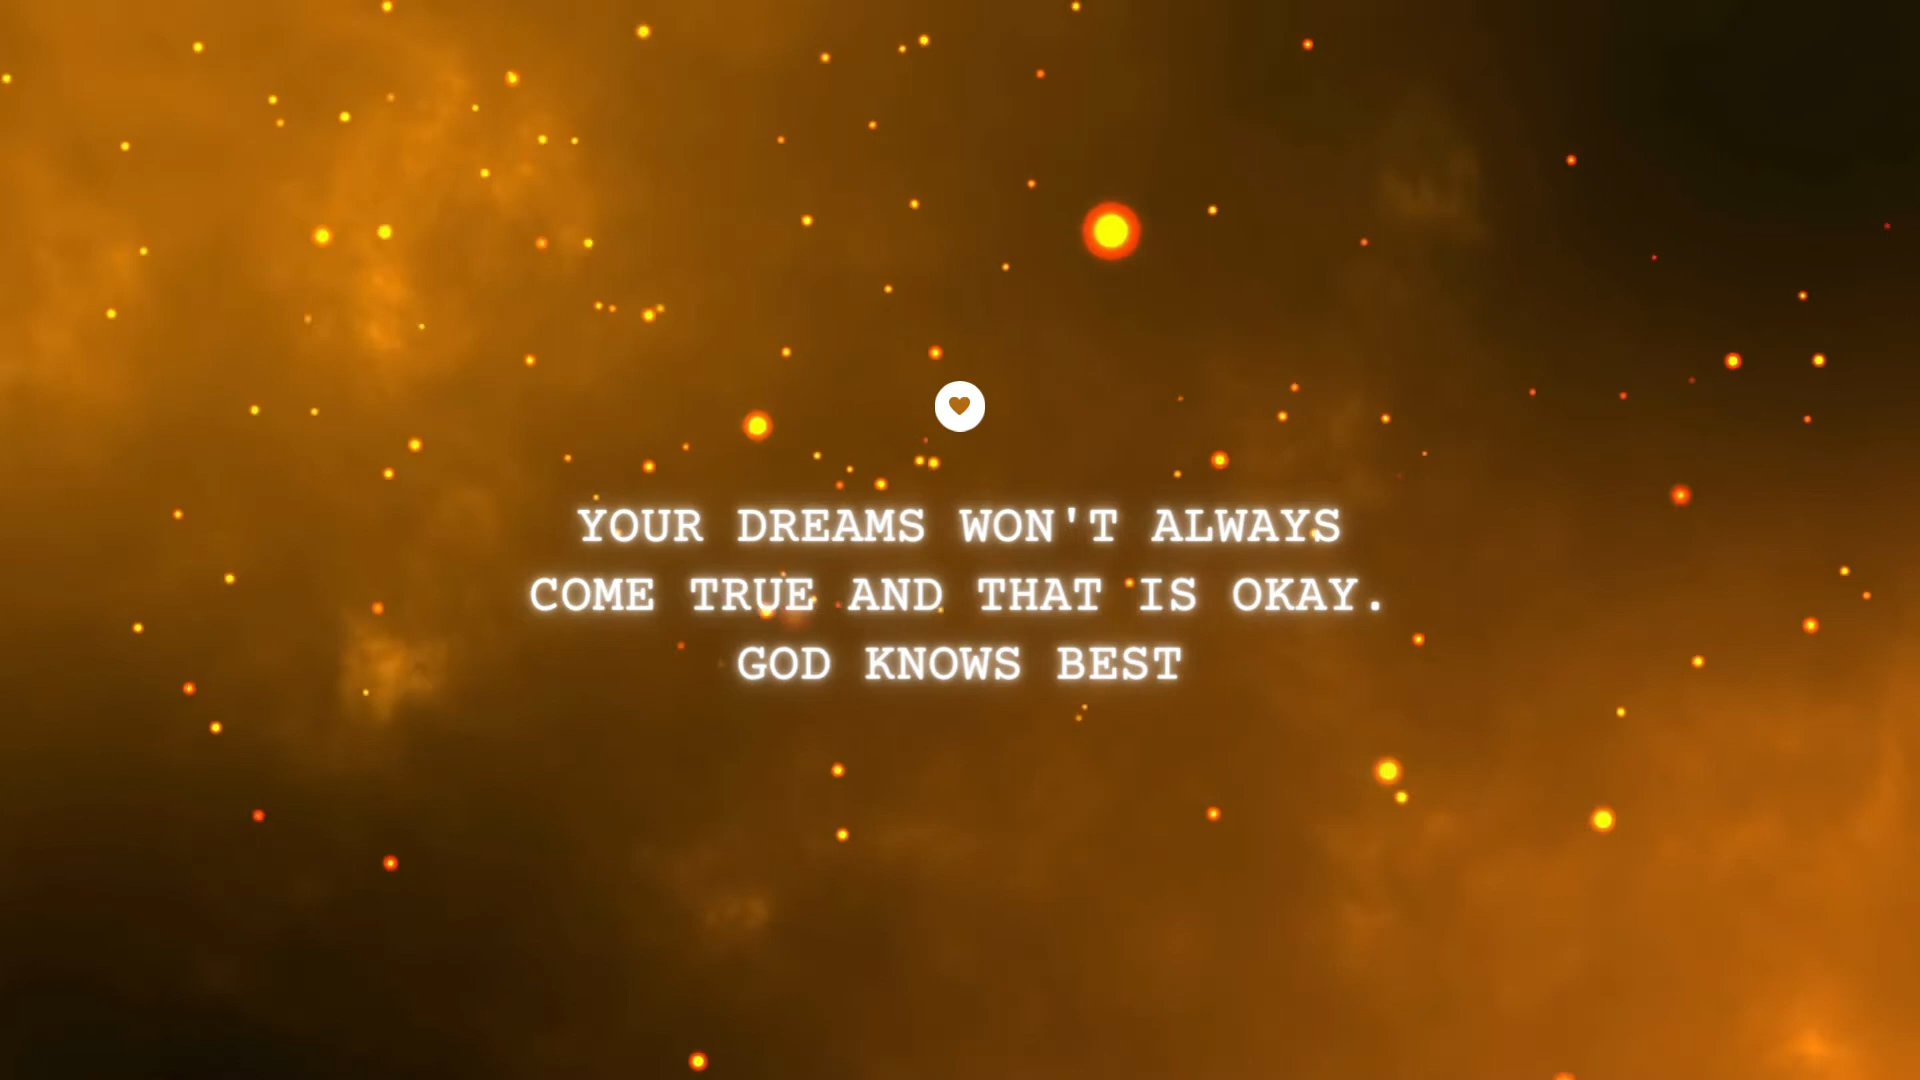 YOUR DREAMS WON'T ALWAYS
COME TRUE AND THAT IS OKAY.
GOD KNOWS BEST